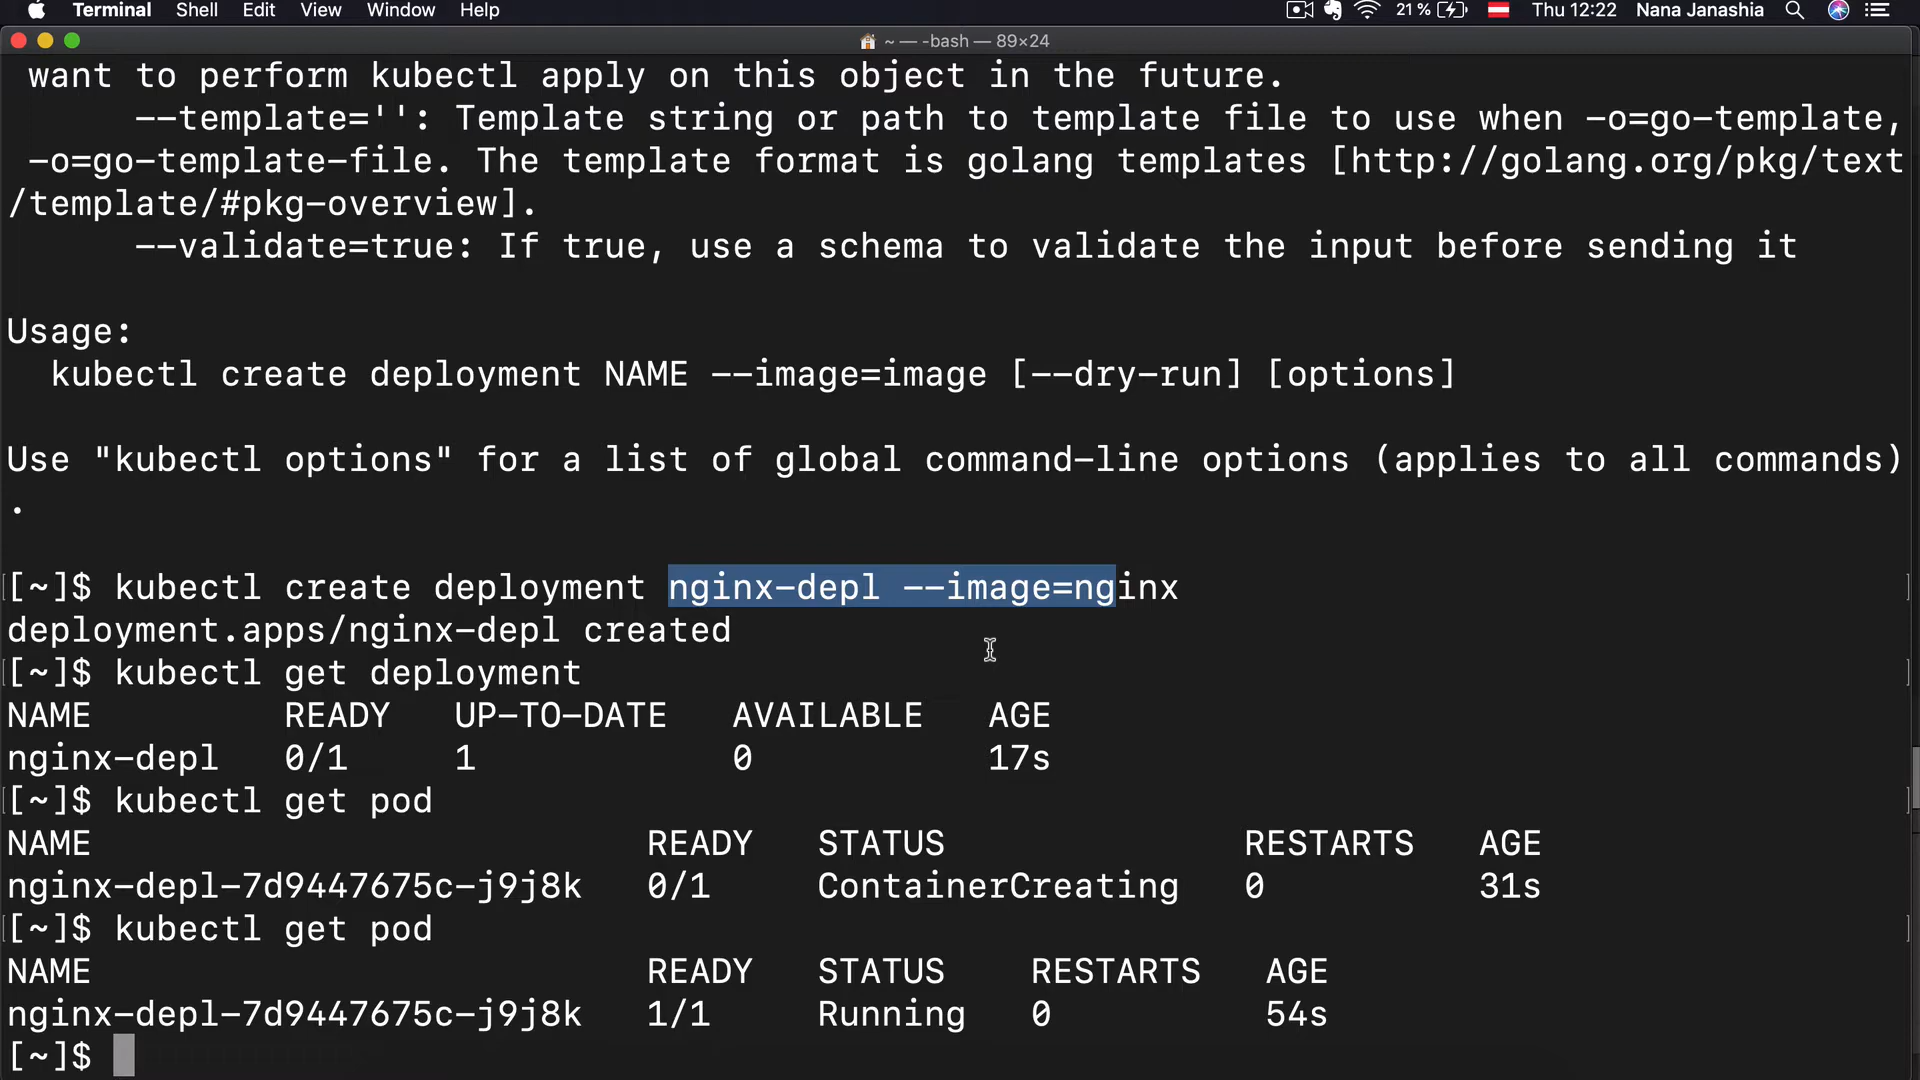 Terminal Shell Edit View Window Help 21 % Thu 12:22 Nana Janashia
~ — -bash — 89×24
want to perform kubectl apply on this object in the future.
--template='': Template string or path to template file to use when -o=go-template,
-o=go-template-file. The template format is golang templates [http://golang.org/pkg/text
/template/#pkg-overview].
--validate=true: If true, use a schema to validate the input before sending it
Usage:
kubectl create deployment NAME --image=image [--dry-run] [options]
Use "kubectl options" for a list of global command-line options (applies to all commands)
.
[~]$ kubectl create deployment nginx-depl --image=nginx
deployment.apps/nginx-depl created
[~]$ kubectl get deployment
NAME READY UP-TO-DATE AVAILABLE AGE
nginx-depl 0/1 1 0 17s
[~]$ kubectl get pod
NAME READY STATUS RESTARTS AGE
nginx-depl-7d9447675c-j9j8k 0/1 ContainerCreating 0 31s
[~]$ kubectl get pod
NAME READY STATUS RESTARTS AGE
nginx-depl-7d9447675c-j9j8k 1/1 Running 0 54s
[~]$